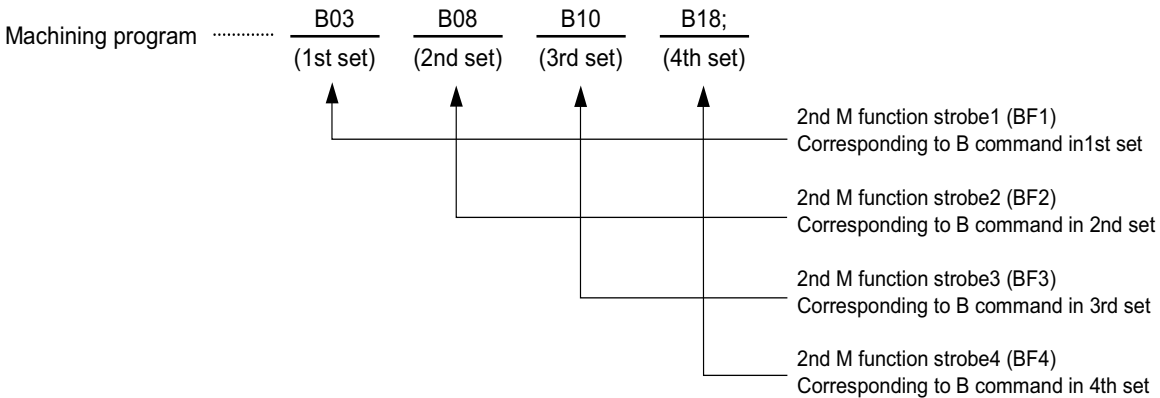 Machining program ············· B03 B08 B10 B18;
(1st set) (2nd set) (3rd set) (4th set)
2nd M function strobe1 (BF1)
Corresponding to B command in1st set
2nd M function strobe2 (BF2)
Corresponding to B command in 2nd set
2nd M function strobe3 (BF3)
Corresponding to B command in 3rd set
2nd M function strobe4 (BF4)
Corresponding to B command in 4th set